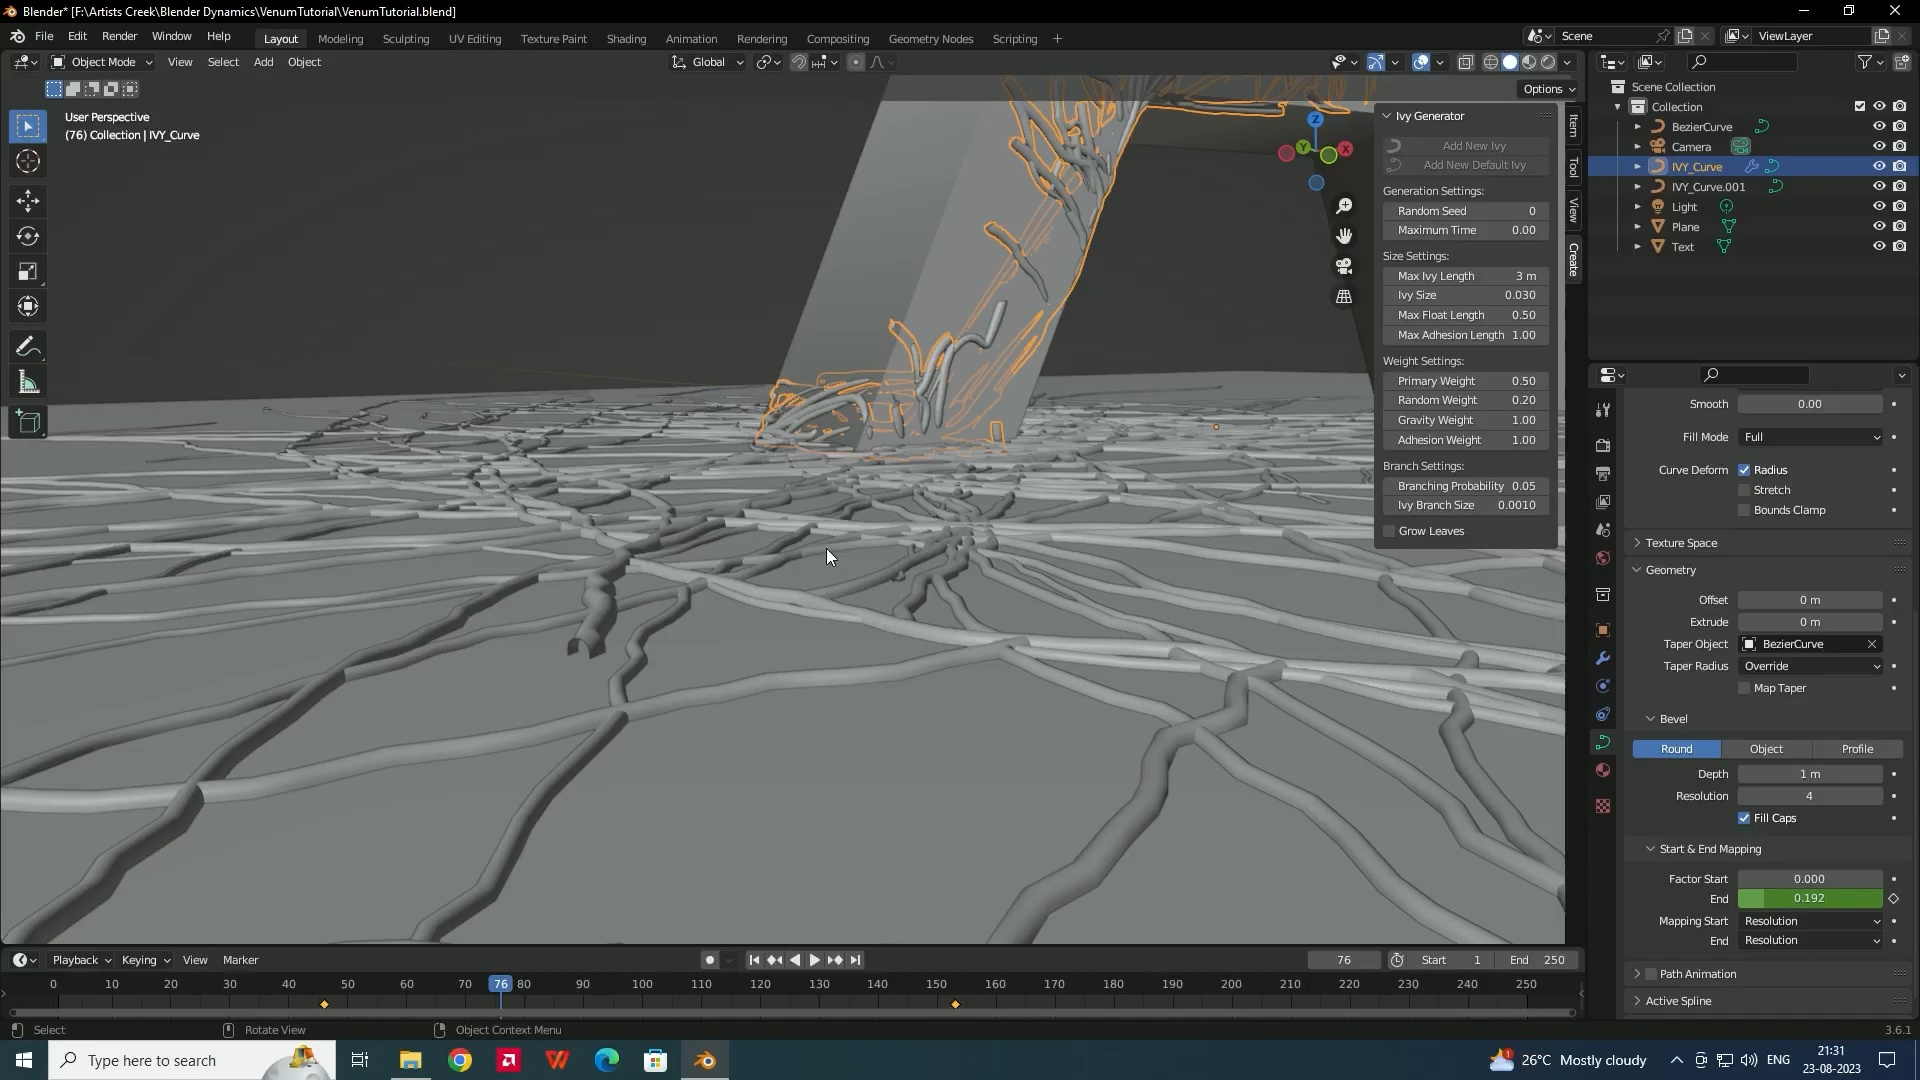 Blender* [F:\Artists Creek\Blender Dynamics\VenumTutorial\VenumTutorial.blend]
File Edit Render Window Help Layout Modeling Sculpting UV Editing Texture Paint Shading Animation Rendering Compositing Geometry Nodes Scripting + Scene ViewLayer
Object Mode View Select Add Object Global
Options
User Perspective
(76) Collection | IVY_Curve
Z
Y
X
Ivy Generator
Add New Ivy
Add New Default Ivy
Generation Settings:
Random Seed 0
Maximum Time 0.00
Size Settings:
Max Ivy Length 3 m
Ivy Size 0.030
Max Float Length 0.50
Max Adhesion Length 1.00
Weight Settings:
Primary Weight 0.50
Random Weight 0.20
Gravity Weight 1.00
Adhesion Weight 1.00
Branch Settings:
Branching Probability 0.05
Ivy Branch Size 0.0010
Grow Leaves
Item
Tool
View
Create
Scene Collection
Collection
BezierCurve
Camera
IVY_Curve
IVY_Curve.001
Light
Plane
Text
Smooth 0.00
Fill Mode Full
Curve Deform Radius
Stretch
Bounds Clamp
Texture Space
Geometry
Offset 0 m
Extrude 0 m
Taper Object BezierCurve
Taper Radius Override
Map Taper
Bevel
Round Object Profile
Depth 1 m
Resolution 4
Fill Caps
Start & End Mapping
Factor Start 0.000
End 0.192
Mapping Start Resolution
End Resolution
Path Animation
Active Spline
Playback Keying View Marker 76 Start 1 End 250
0 10 20 30 40 50 60 70 76 80 90 100 110 120 130 140 150 160 170 180 190 200 210 220 230 240 250
Select Rotate View Object Context Menu 3.6.1
Type here to search
26°C Mostly cloudy
ENG
21:31
23-08-2023